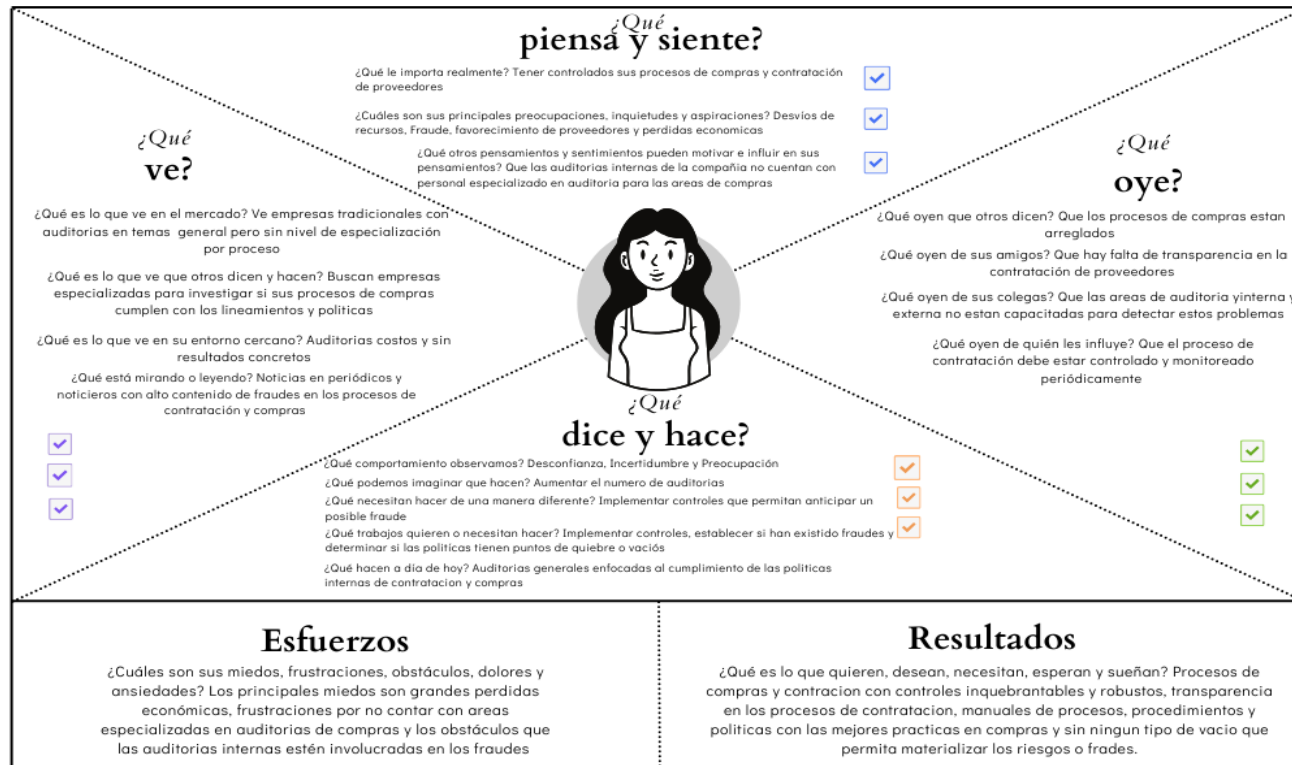 ¿Qué
piensa y siente?
¿Qué le importa realmente? Tener controlados sus procesos de compras y contratación
de proveedores
¿Cuáles son sus principales preocupaciones, inquietudes y aspiraciones? Desvíos de
recursos, Fraude, favorecimiento de proveedores y perdidas economicas
¿Qué otros pensamientos y sentimientos pueden motivar e influir en sus
pensamientos? Que las auditorias internas de la compañia no cuentan con
personal especializado en auditoria para las areas de compras
¿Qué
ve?
¿Qué es lo que ve en el mercado? Ve empresas tradicionales con
auditorias en temas general pero sin nivel de especialización
por proceso
¿Qué es lo que ve que otros dicen y hacen? Buscan empresas
especializadas para investigar si sus procesos de compras
cumplen con los lineamientos y politicas
¿Qué es lo que ve en su entorno cercano? Auditorias costos y sin
resultados concretos
¿Qué está mirando o leyendo? Noticias en periódicos y
noticieros con alto contenido de fraudes en los procesos de
contratación y compras
¿Qué
oye?
¿Qué oyen que otros dicen? Que los procesos de compras estan
arreglados
¿Qué oyen de sus amigos? Que hay falta de transparencia en la
contratación de proveedores
¿Qué oyen de sus colegas? Que las areas de auditoria yinterna y
externa no estan capacitadas para detectar estos problemas
¿Qué oyen de quién les influye? Que el proceso de
contratación debe estar controlado y monitoreado
periódicamente
¿Qué
dice y hace?
¿Qué comportamiento observamos? Desconfianza, Incertidumbre y Preocupación
¿Qué podemos imaginar que hacen? Aumentar el numero de auditorias
¿Qué necesitan hacer de una manera diferente? Implementar controles que permitan anticipar un
posible fraude
¿Qué trabajos quieren o necesitan hacer? Implementar controles, establecer si han existido fraudes y
determinar si las politícas tienen puntos de quiebre o vaciós
¿Qué hacen a día de hoy? Auditorias generales enfocadas al cumplimiento de las politicas
internas de contratacion y compras
Esfuerzos
¿Cuáles son sus miedos, frustraciones, obstáculos, dolores y
ansiedades? Los principales miedos son grandes perdidas
económicas, frustraciones por no contar con areas
especializadas en auditorias de compras y los obstáculos que
las auditorias internas estén involucradas en los fraudes
Resultados
¿Qué es lo que quieren, desean, necesitan, esperan y sueñan? Procesos de
compras y contracion con controles inquebrantables y robustos, transparencia
en los procesos de contratacion, manuales de procesos, procedimientos y
politicas con las mejores practicas en compras y sin ningun tipo de vacio que
permita materializar los riesgos o frades.